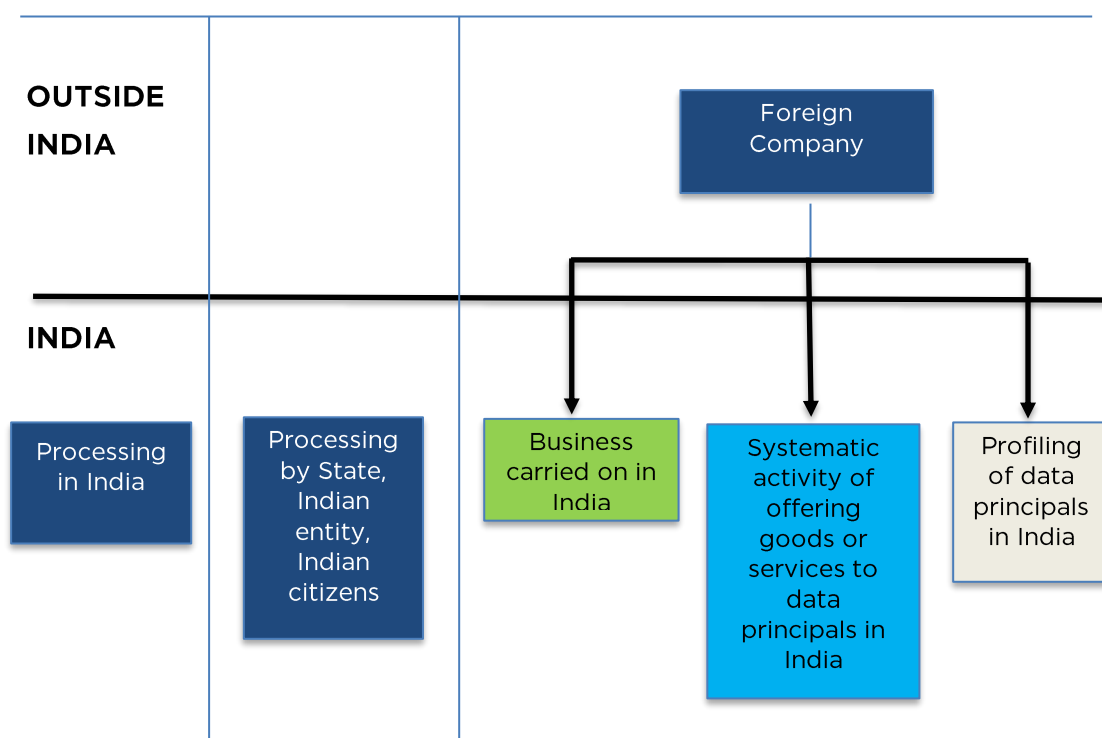 OUTSIDE
INDIA
Foreign
Company
INDIA
Processing
in India
Processing
by State,
Indian
entity,
Indian
citizens
Business
carried on in
India
Systematic
activity of
offering
goods or
services to
data
principals in
India
Profiling
of data
principals
in India